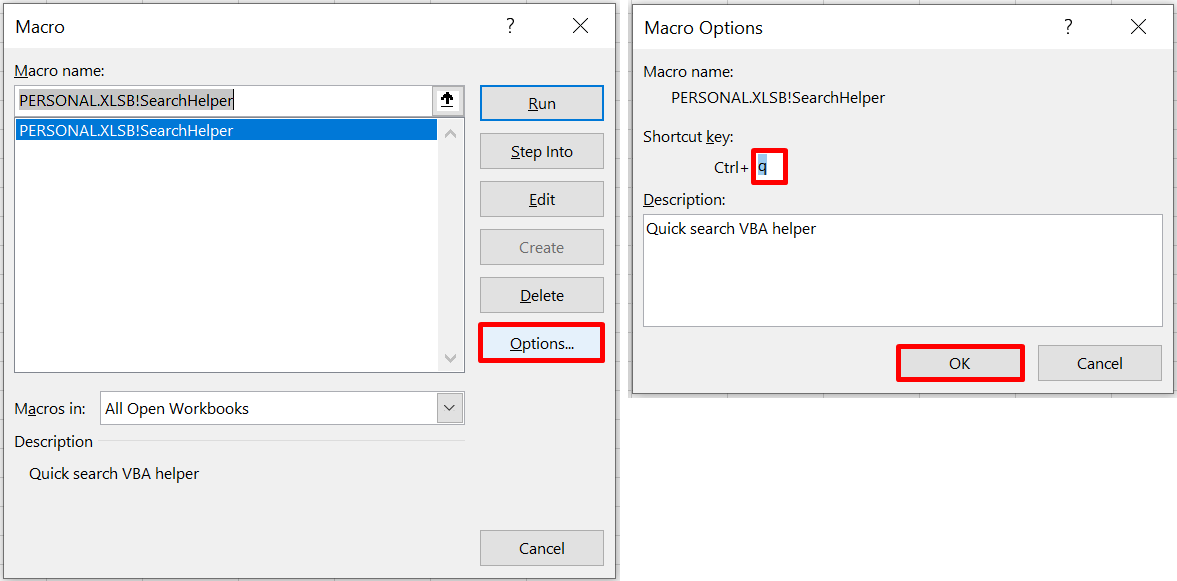 Macro
?
Macro name:
PERSONAL.XLSB!SearchHelper
PERSONAL.XLSB!SearchHelper
Run
Step Into
Edit
Create
Delete
Options...
Macros in:
All Open Workbooks
Description
Quick search VBA helper
Cancel
Macro Options
?
Macro name:
PERSONAL.XLSB!SearchHelper
Shortcut key:
Ctrl+ q
Description:
Quick search VBA helper
OK
Cancel